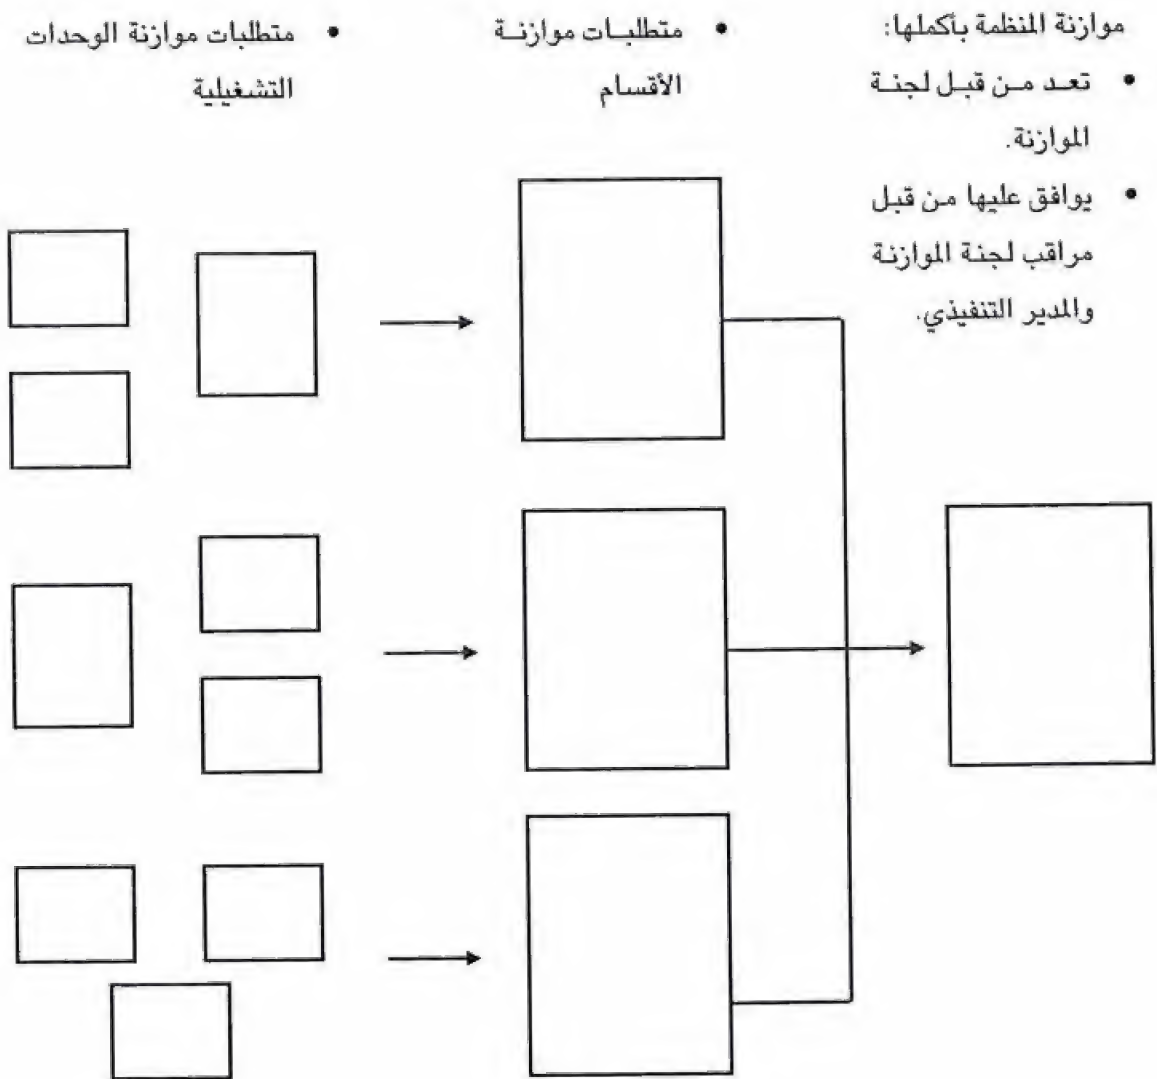 موازنة المنظمة بأكملها:
• تعد من قبل لجنة
الموازنة.
• يوافق عليها من قبل
مراقب لجنة الموازنة
والمدير التنفيذي.
• متطلبات موازنة
الأقسام
• متطلبات موازنة الوحدات
التشغيلية